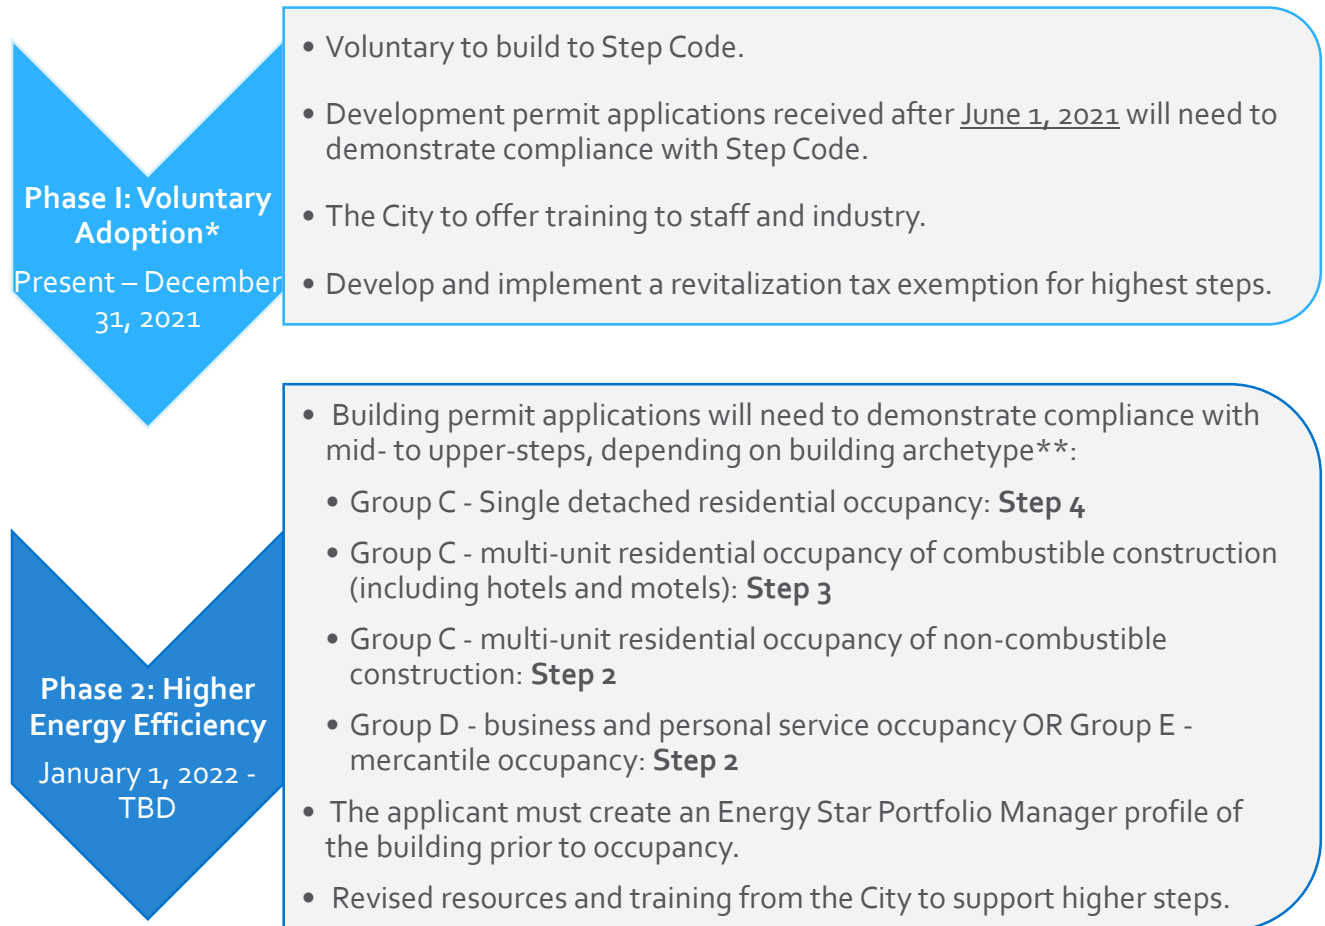 Phase I: Voluntary
Adoption*
Present – December
31, 2021
• Voluntary to build to Step Code.
• Development permit applications received after June 1, 2021 will need to
demonstrate compliance with Step Code.
• The City to offer training to staff and industry.
• Develop and implement a revitalization tax exemption for highest steps.
Phase 2: Higher
Energy Efficiency
January 1, 2022 -
TBD
• Building permit applications will need to demonstrate compliance with
mid- to upper-steps, depending on building archetype**:
• Group C - Single detached residential occupancy: Step 4
• Group C - multi-unit residential occupancy of combustible construction
(including hotels and motels): Step 3
• Group C - multi-unit residential occupancy of non-combustible
construction: Step 2
• Group D - business and personal service occupancy OR Group E -
mercantile occupancy: Step 2
• The applicant must create an Energy Star Portfolio Manager profile of
the building prior to occupancy.
• Revised resources and training from the City to support higher steps.